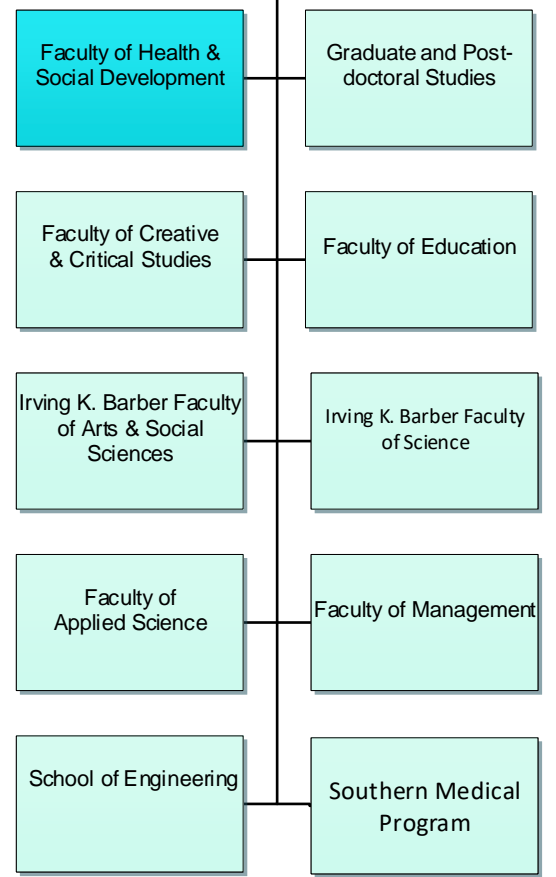 Faculty of Health &
Social Development
Graduate and Post-
doctoral Studies
Faculty of Creative
& Critical Studies
Faculty of Education
Irving K. Barber Faculty
of Arts & Social
Sciences
Irving K. Barber Faculty
of Science
Faculty of
Applied Science
Faculty of Management
School of Engineering
Southern Medical
Program